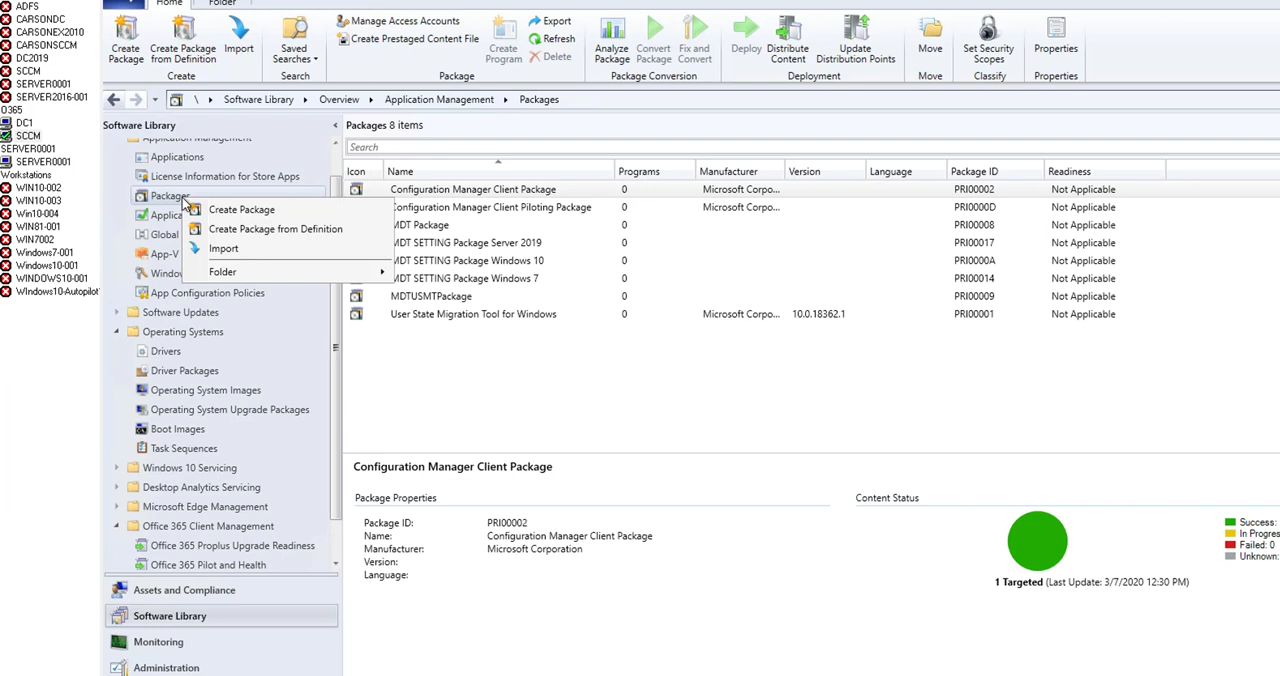 ADFS
CARSONDC
CARSONEX2010
CARSONSCCM
DC2019
SCCM
SERVER0001
SERVER2016-001
O365
DC1
SCCM
SERVER0001
SERVER0001
Workstations
WIN10-002
WIN10-003
Win10-004
WIN81-001
WIN7002
Windows7-001
Windows10-001
WINDOWS10-001
WIndows10-Autopilot
Home Folder
Create Package
Create Package from Definition
Import
Create
Saved Searches
Search
Manage Access Accounts
Create Prestaged Content File
Create Program
Export
Refresh
Delete
Package
Analyze Package
Convert Package
Fix and Convert
Package Conversion
Deploy
Distribute Content
Update Distribution Points
Deployment
Move
Move
Set Security Scopes
Classify
Properties
Properties
\ Software Library Overview Application Management Packages
Software Library
Application Management
Applications
License Information for Store Apps
Packages
Applica
Global
App-V
Window
App Configuration Policies
Software Updates
Operating Systems
Drivers
Driver Packages
Operating System Images
Operating System Upgrade Packages
Boot Images
Task Sequences
Windows 10 Servicing
Desktop Analytics Servicing
Microsoft Edge Management
Office 365 Client Management
Office 365 Proplus Upgrade Readiness
Office 365 Pilot and Health
Assets and Compliance
Software Library
Monitoring
Administration
Create Package
Create Package from Definition
Import
Folder
Packages 8 items
Search
Icon Name Programs Manufacturer Version Language Package ID Readiness
Configuration Manager Client Package 0 Microsoft Corpo... PRI00002 Not Applicable
Configuration Manager Client Piloting Package 0 Microsoft Corpo... PRI0000D Not Applicable
MDT Package 0 PRI00008 Not Applicable
MDT SETTING Package Server 2019 0 PRI00017 Not Applicable
MDT SETTING Package Windows 10 0 PRI0000A Not Applicable
MDT SETTING Package Windows 7 0 PRI00014 Not Applicable
MDTUSMTPackage 0 PRI00009 Not Applicable
User State Migration Tool for Windows 0 Microsoft Corpo... 10.0.18362.1 PRI00001 Not Applicable
Configuration Manager Client Package
Package Properties
Package ID: PRI00002
Name: Configuration Manager Client Package
Manufacturer: Microsoft Corporation
Version:
Language:
Content Status
Success:
In Progres
Failed: 0
Unknown:
1 Targeted (Last Update: 3/7/2020 12:30 PM)